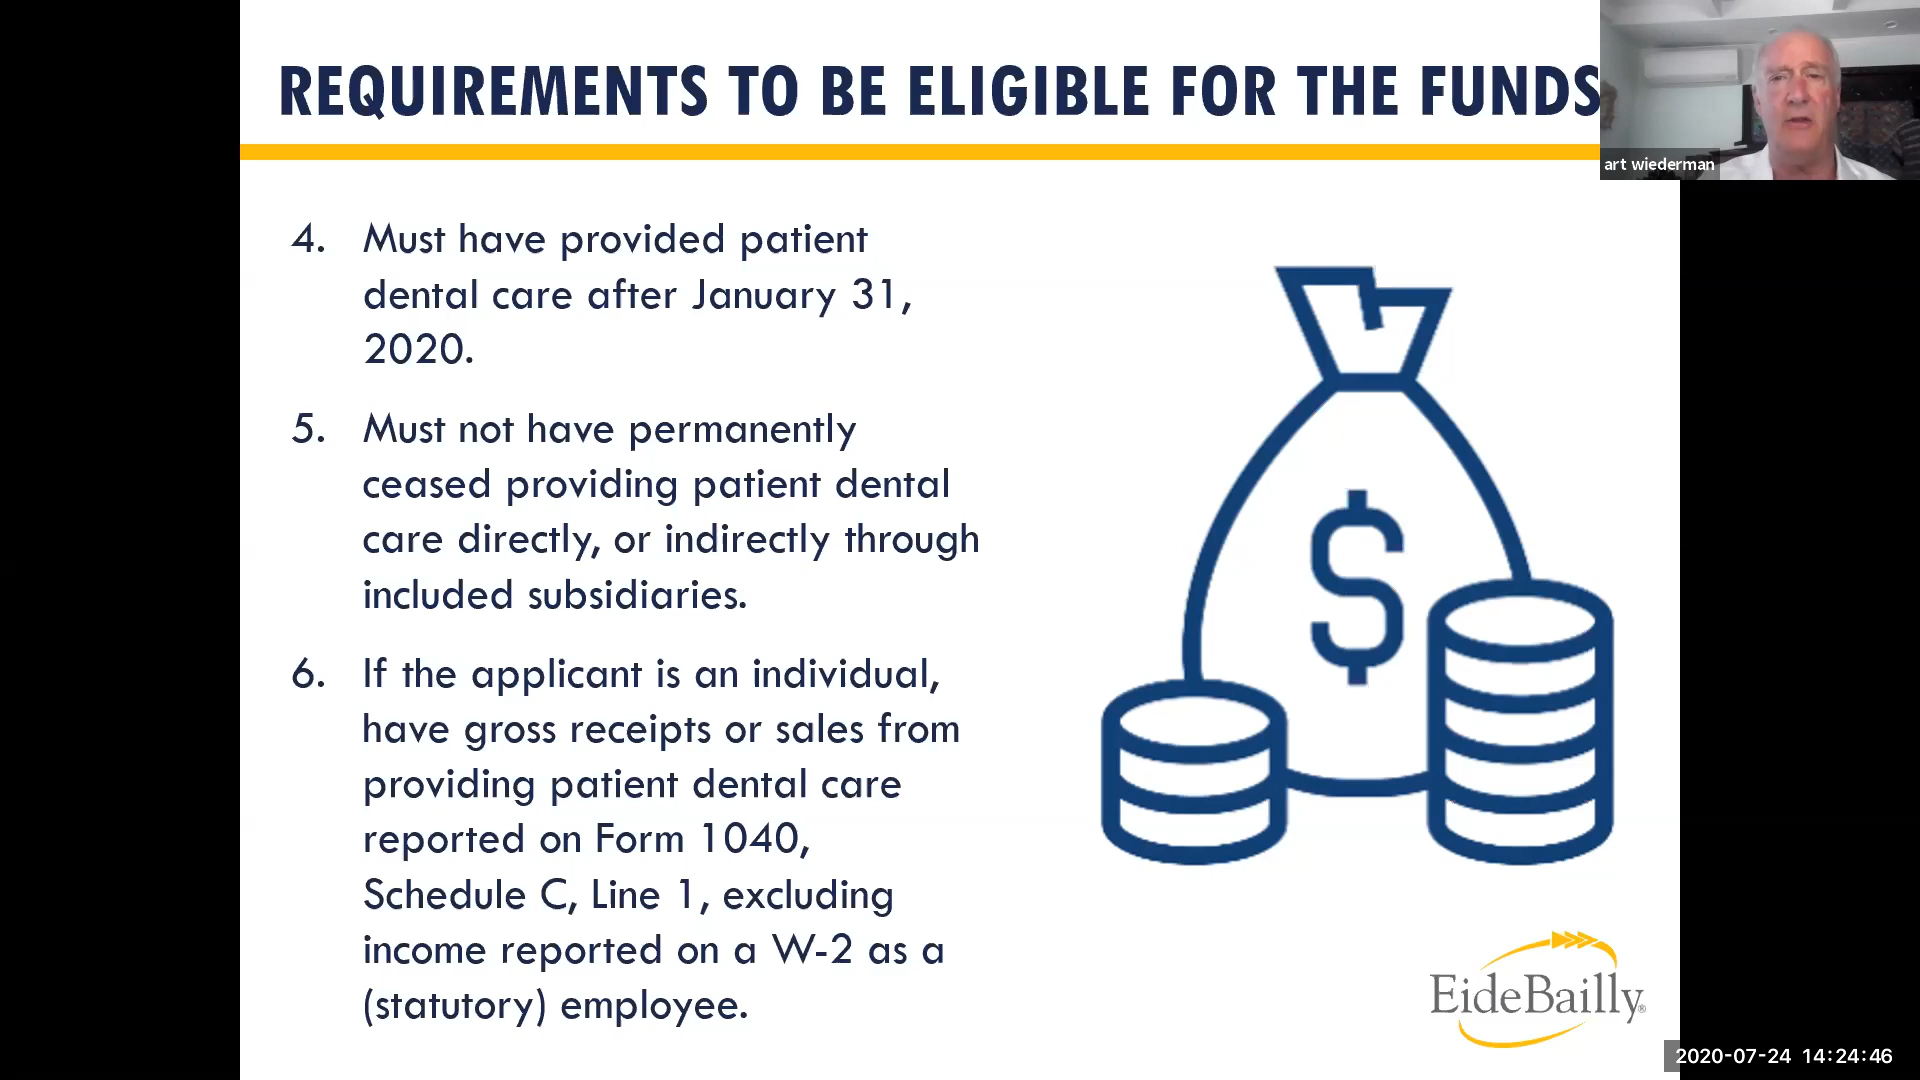 REQUIREMENTS TO BE ELIGIBLE FOR THE FUNDS
art wiederman
4. Must have provided patient
dental care after January 31,
2020.
5. Must not have permanently
ceased providing patient dental
care directly, or indirectly through
included subsidiaries.
6. If the applicant is an individual,
have gross receipts or sales from
providing patient dental care
reported on Form 1040,
Schedule C, Line 1, excluding
income reported on a W-2 as a
(statutory) employee.
$
EideBailly®
2020-07-24 14:24:46